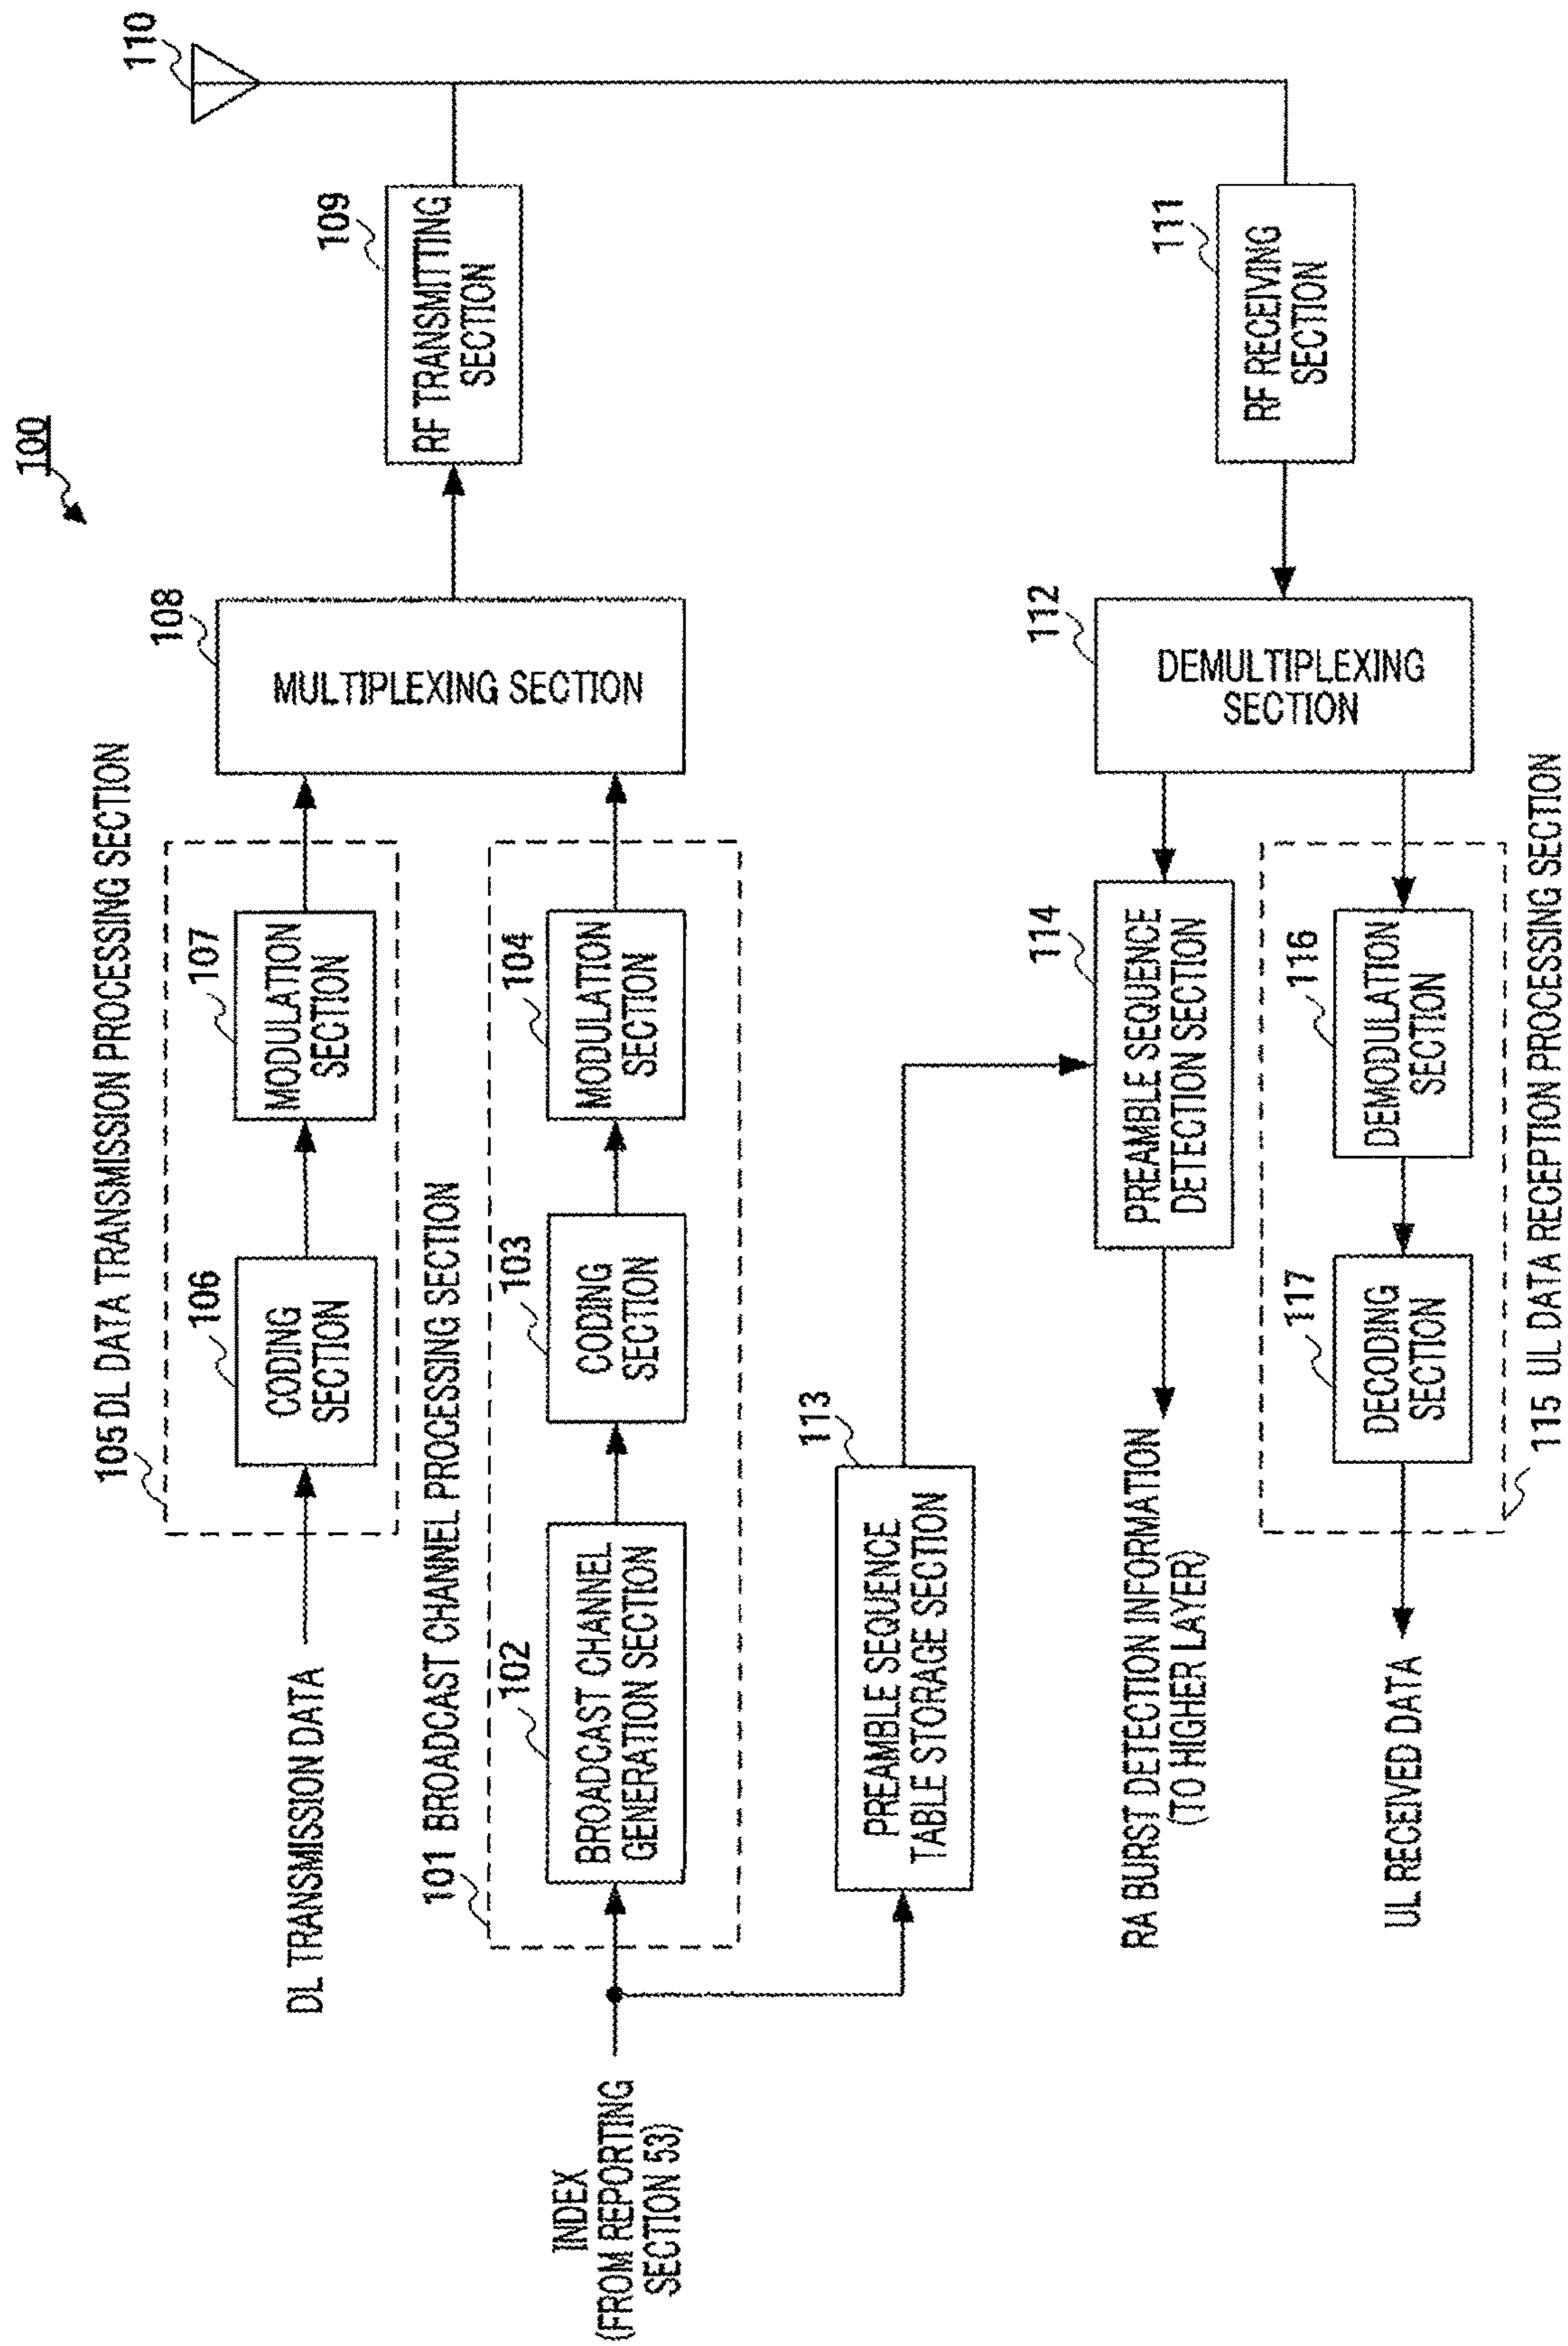 100
110
105 DL DATA TRANSMISSION PROCESSING SECTION
DL TRANSMISSION DATA
106
CODING
SECTION
107
MODULATION
SECTION
108
MULTIPLEXING SECTION
109
RF TRANSMITTING
SECTION
101 BROADCAST CHANNEL PROCESSING SECTION
INDEX
(FROM REPORTING
SECTION 53)
102
BROADCAST CHANNEL
GENERATION SECTION
103
CODING
SECTION
104
MODULATION
SECTION
113
PREAMBLE SEQUENCE
TABLE STORAGE SECTION
RA BURST DETECTION INFORMATION
(TO HIGHER LAYER)
114
PREAMBLE SEQUENCE
DETECTION SECTION
112
DEMULTIPLEXING
SECTION
111
RF RECEIVING
SECTION
UL RECEIVED DATA
117
DECODING
SECTION
116
DEMODULATION
SECTION
115 UL DATA RECEPTION PROCESSING SECTION